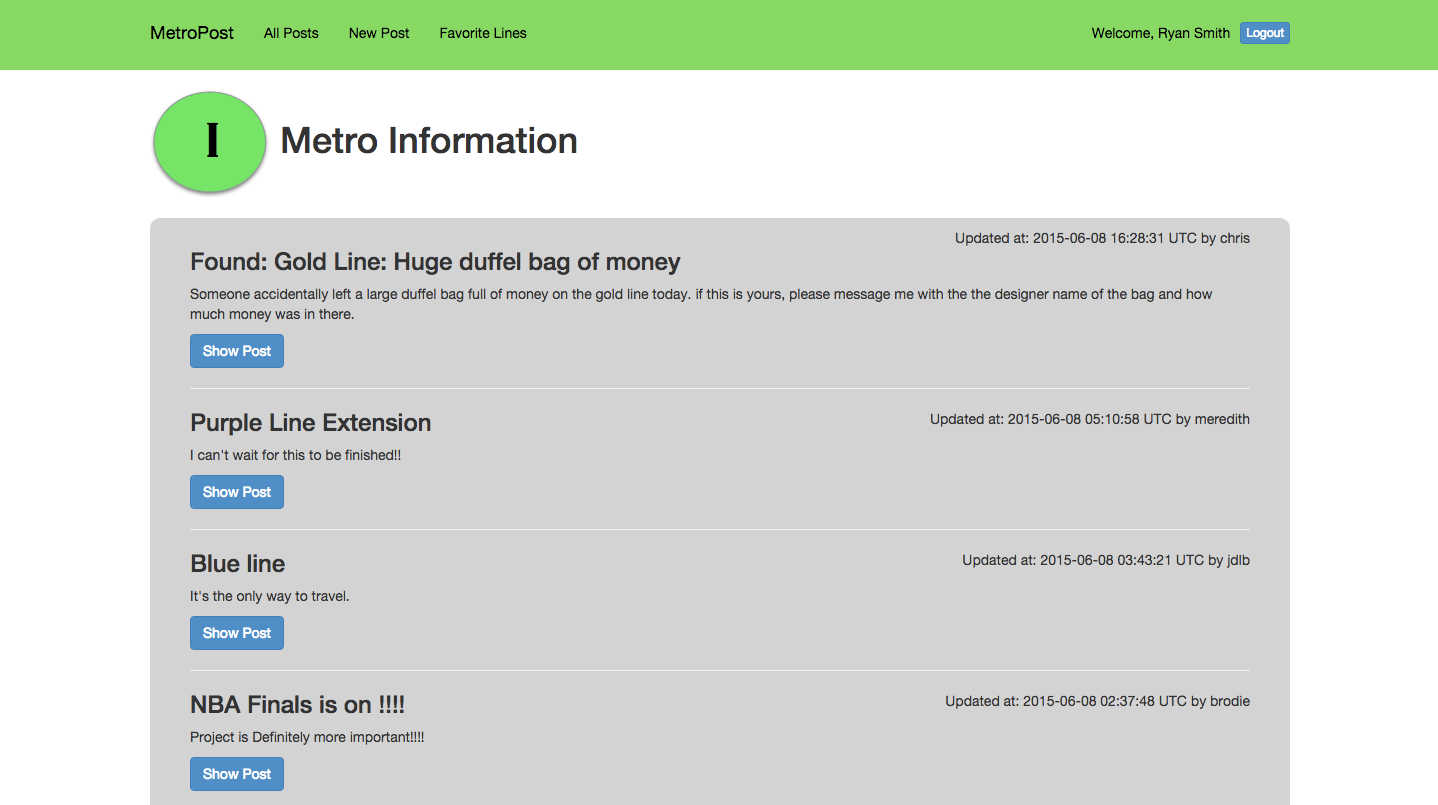 MetroPost All Posts New Post Favorite Lines Welcome, Ryan Smith Logout
I Metro Information
Updated at: 2015-06-08 16:28:31 UTC by chris
Found: Gold Line: Huge duffel bag of money
Someone accidentally left a large duffel bag full of money on the gold line today. if this is yours, please message me with the the designer name of the bag and how
much money was in there.
Show Post
Purple Line Extension Updated at: 2015-06-08 05:10:58 UTC by meredith
I can't wait for this to be finished!!
Show Post
Blue line Updated at: 2015-06-08 03:43:21 UTC by jdlb
It's the only way to travel.
Show Post
NBA Finals is on !!!! Updated at: 2015-06-08 02:37:48 UTC by brodie
Project is Definitely more important!!!!
Show Post